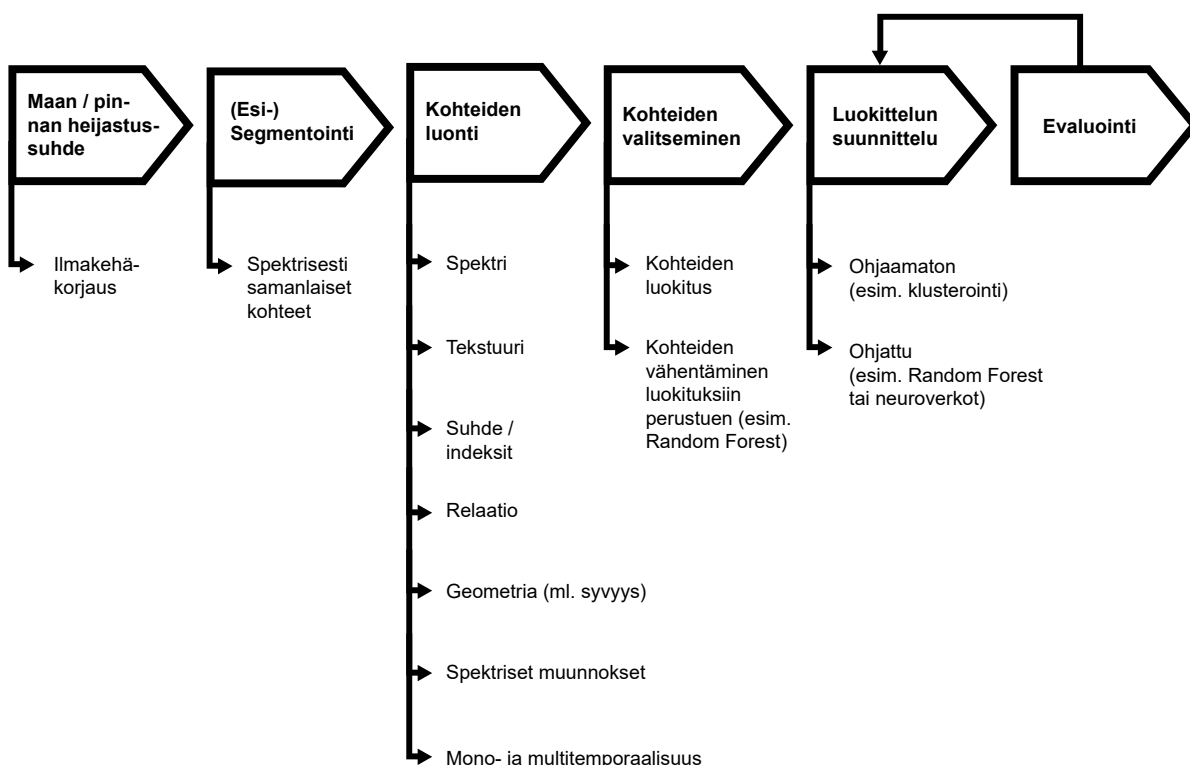 Maan / pin-
nan heijastus-
suhde
(Esi-)
Segmentointi
Kohteiden
luonti
Kohteiden
valitseminen
Luokittelun
suunnittelu
Evaluointi
Ilmakehä-
korjaus
Spektrisesti
samanlaiset
kohteet
Spektri
Tekstuuri
Suhde /
indeksit
Relaatio
Geometria (ml. syvyys)
Spektriset muunnokset
Mono- ja multitemporaalisuus
Kohteiden
luokitus
Kohteiden
vähentäminen
luokituksiin
perustuen (esim.
Random Forest)
Ohjaamaton
(esim. klusterointi)
Ohjattu
(esim. Random Forest
tai neuroverkot)